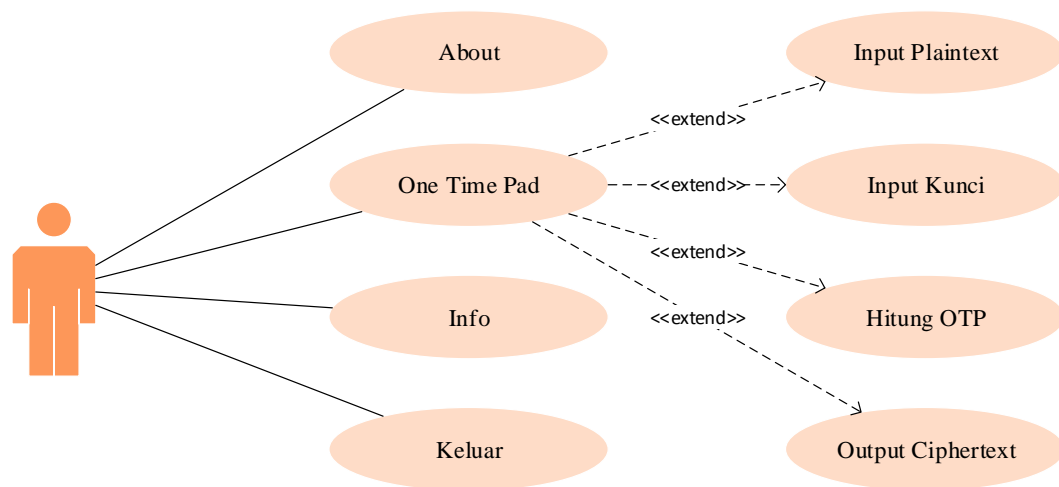 About
Input Plaintext
<<extend>>
One Time Pad
<<extend>>
Input Kunci
<<extend>>
Info
<<extend>>
Hitung OTP
Keluar
Output Ciphertext